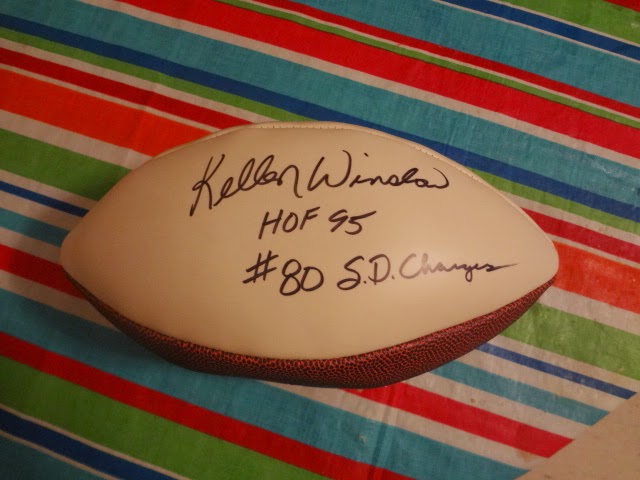 Kellen Winslow
HOF 95
#80 S.D. Chargers